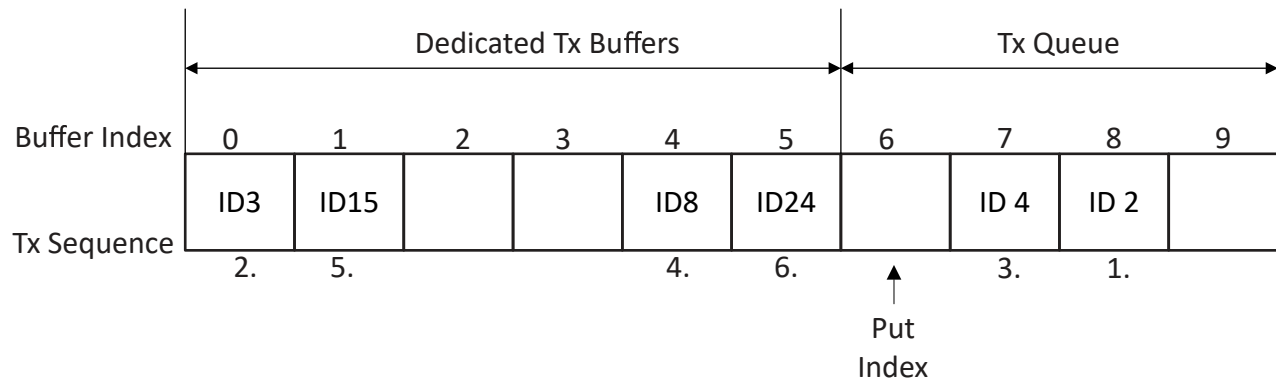 Dedicated Tx Buffers Tx Queue
Buffer Index 0 1 2 3 4 5 6 7 8 9
ID3 ID15 ID8 ID24 ID 4 ID 2
Tx Sequence
2. 5. 4. 6. 3. 1.
Put
Index